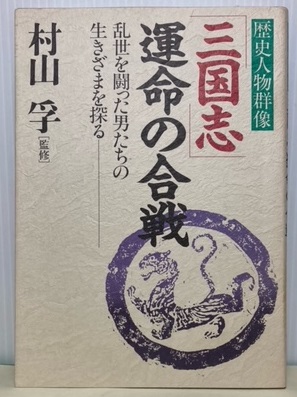 歴史人物群像
「三国志」
運命の合戦
乱世を闘った男たちの
生きざまを探る
村山 孚
［監修］